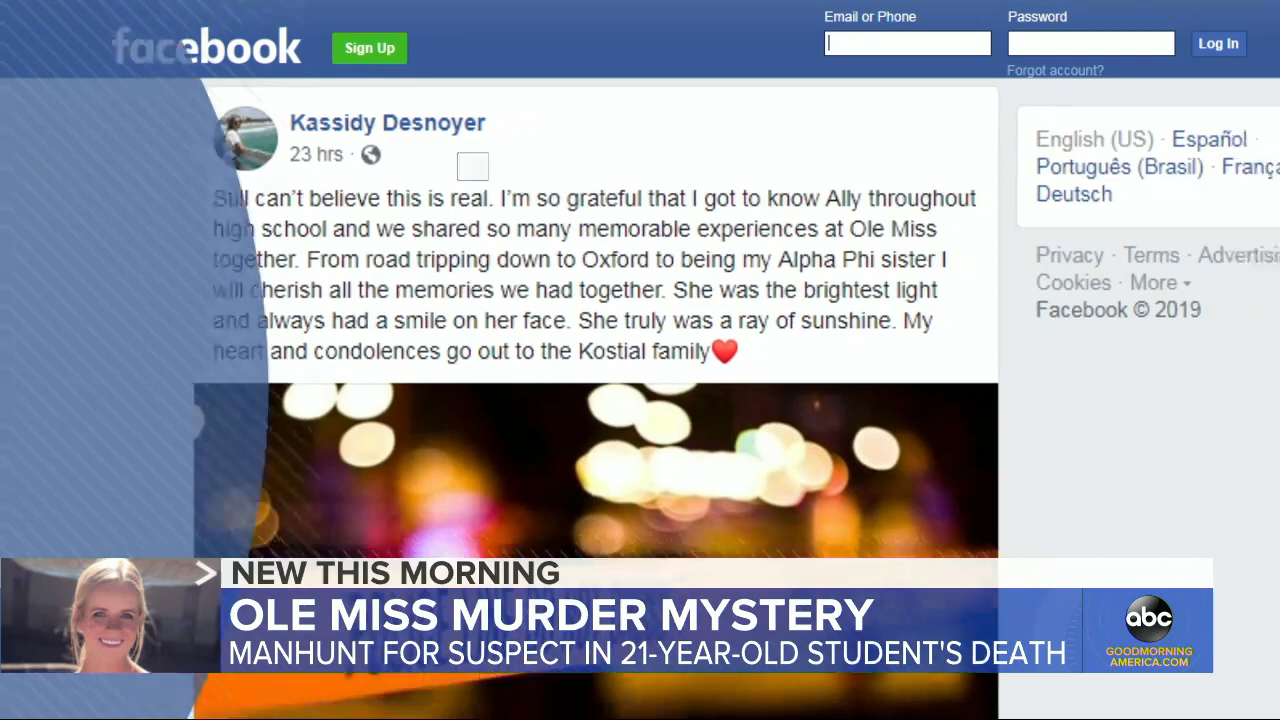 facebook
Sign Up
Email or Phone
Password
Log In
Forgot account?
Kassidy Desnoyer
23 hrs ·
Still can't believe this is real. I'm so grateful that I got to know Ally throughout
high school and we shared so many memorable experiences at Ole Miss
together. From road tripping down to Oxford to being my Alpha Phi sister I
will cherish all the memories we had together. She was the brightest light
and always had a smile on her face. She truly was a ray of sunshine. My
heart and condolences go out to the Kostial family❤️
English (US) · Español ·
Português (Brasil) · França
Deutsch
Privacy · Terms · Advertisi
Cookies · More
Facebook © 2019
NEW THIS MORNING
OLE MISS MURDER MYSTERY
MANHUNT FOR SUSPECT IN 21-YEAR-OLD STUDENT'S DEATH
abc
GOODMORNING
AMERICA.COM